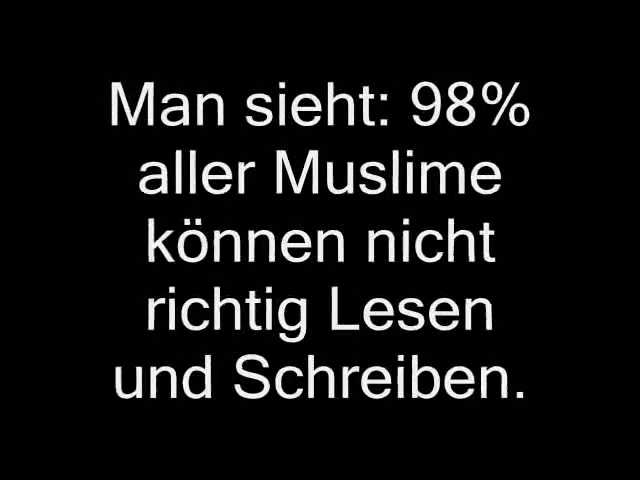 Man sieht: 98%
aller Muslime
können nicht
richtig Lesen
und Schreiben.